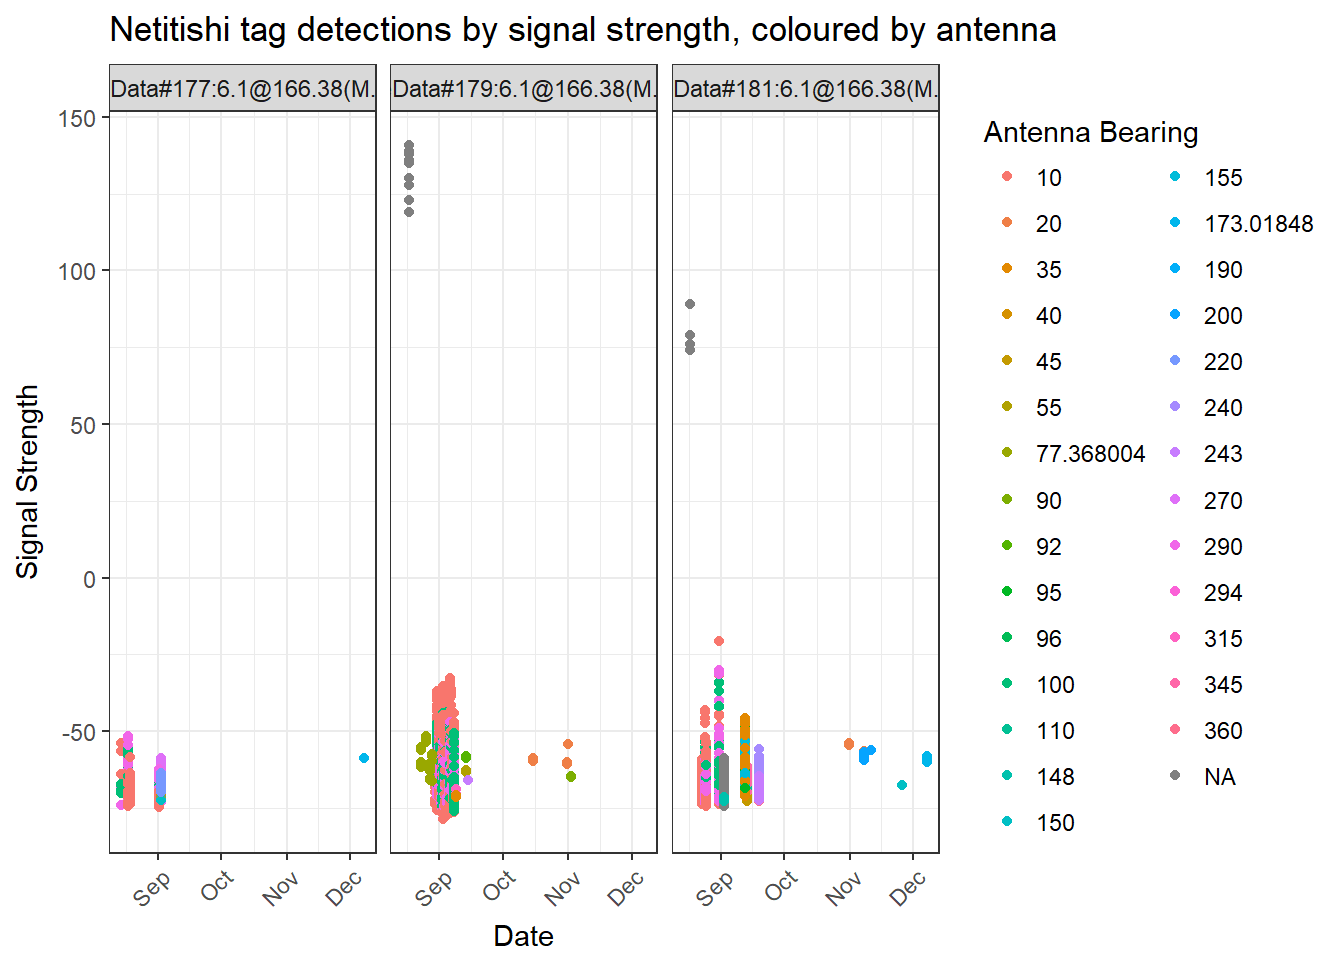 Netitishi tag detections by signal strength, coloured by antenna
Data#177:6.1@166.38(M.
Data#179:6.1@166.38(M.
Data#181:6.1@166.38(M.
150
100
50
0
-50
Signal Strength
Sep
Oct
Nov
Dec
Sep
Oct
Nov
Dec
Sep
Oct
Nov
Dec
Date
Antenna Bearing
10
20
35
40
45
55
77.368004
90
92
95
96
100
110
148
150
155
173.01848
190
200
220
240
243
270
290
294
315
345
360
NA